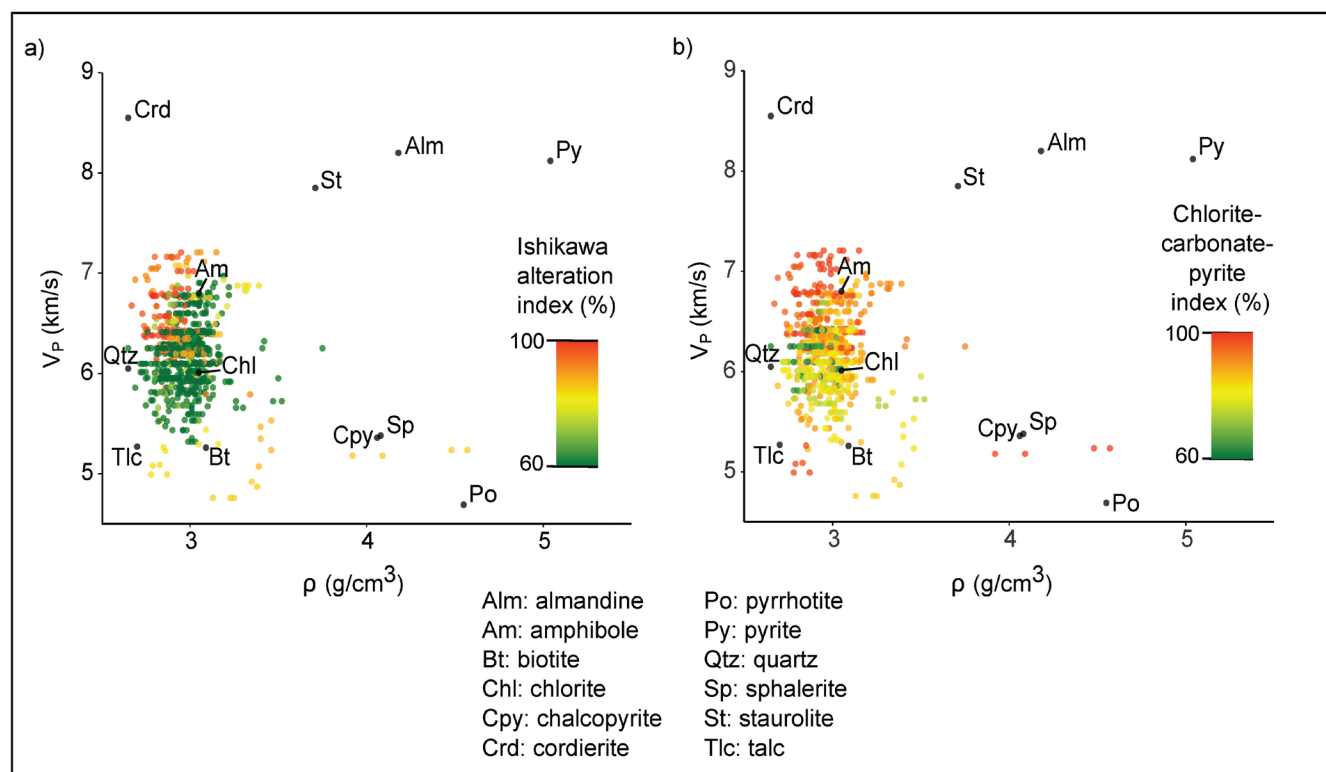 a)
9
8
7
6
5
V_P (km/s)
3
4
5
ρ (g/cm³)
Crd
Alm
Py
St
Am
Qtz
Chl
Tlc
Bt
Cpy
Sp
Po
Ishikawa
alteration
index (%)
100
60
b)
9
8
7
6
5
V_P (km/s)
3
4
5
ρ (g/cm³)
Crd
Alm
Py
St
Am
Qtz
Chl
Tlc
Bt
Cpy
Sp
Po
Chlorite-
carbonate-
pyrite
index (%)
100
60
Alm: almandine
Am: amphibole
Bt: biotite
Chl: chlorite
Cpy: chalcopyrite
Crd: cordierite
Po: pyrrhotite
Py: pyrite
Qtz: quartz
Sp: sphalerite
St: staurolite
Tlc: talc